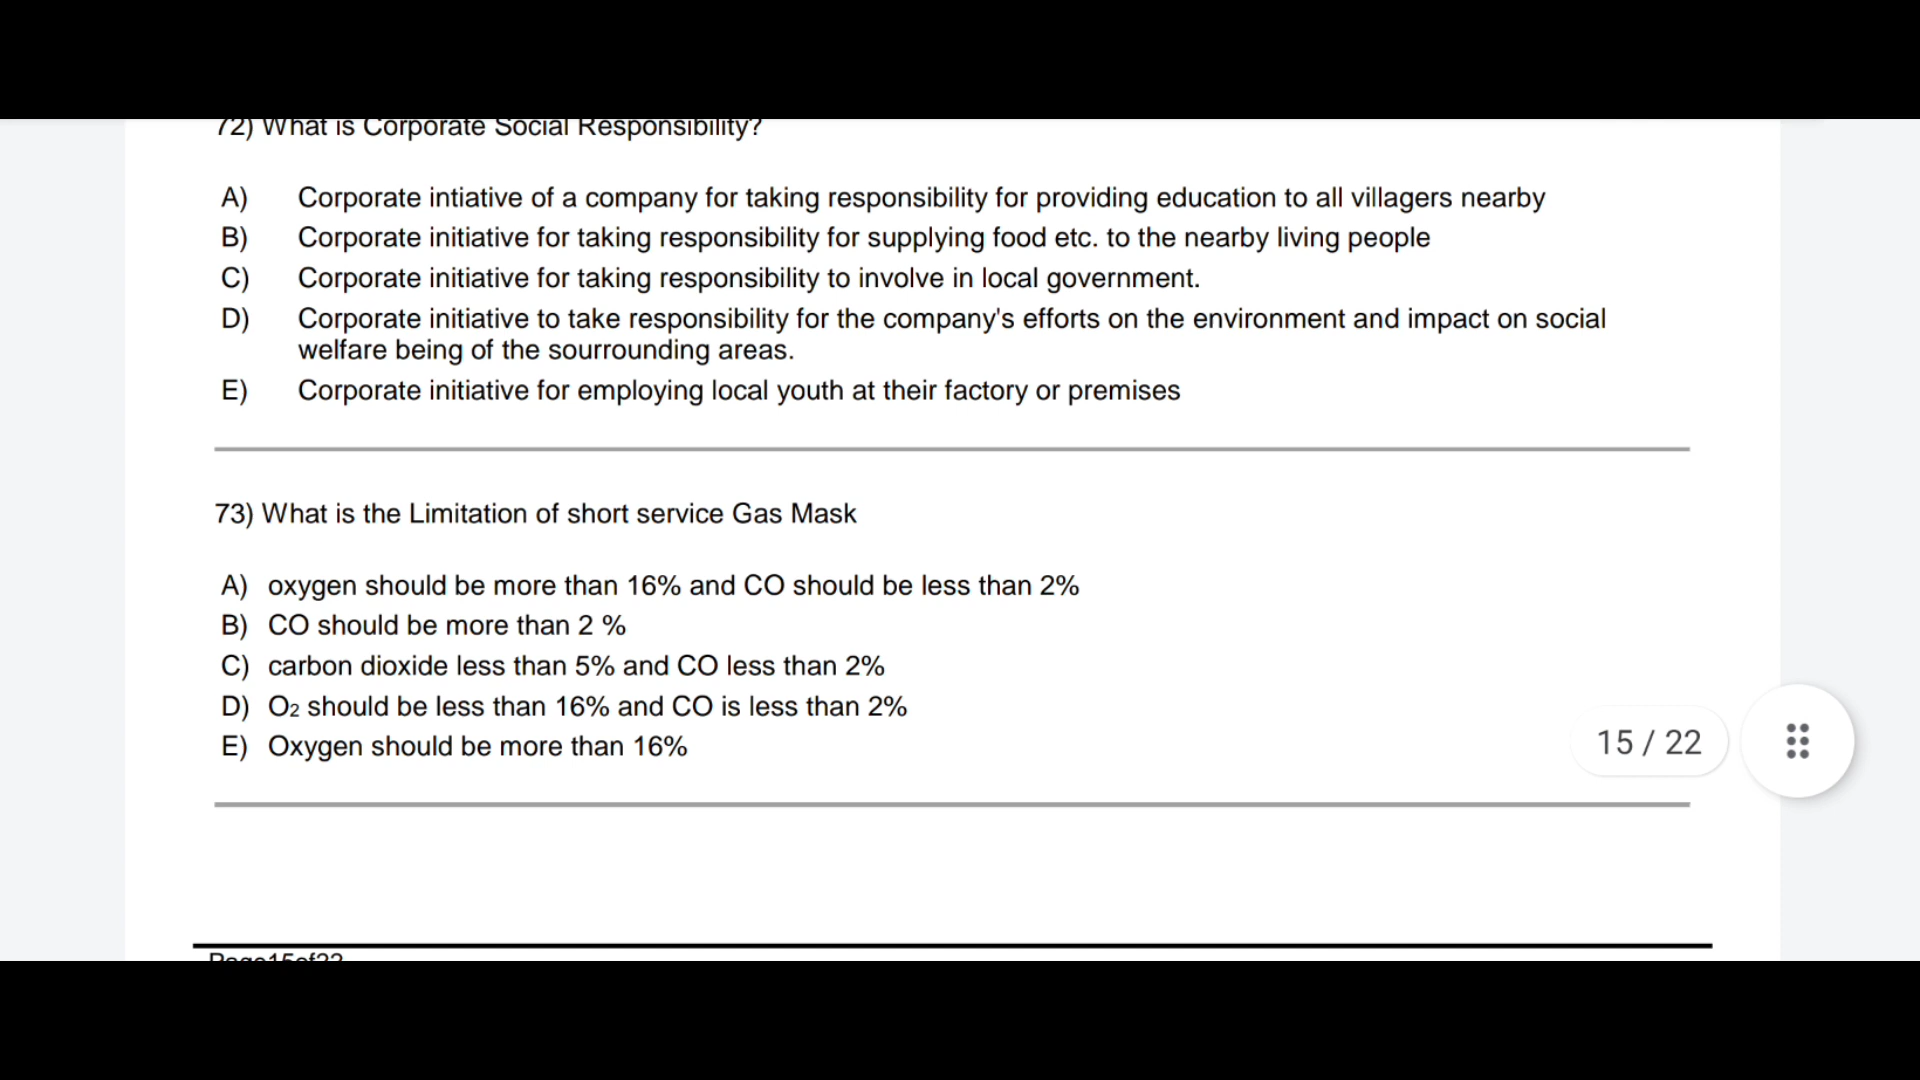 72) What is Corporate Social Responsibility?
A) Corporate intiative of a company for taking responsibility for providing education to all villagers nearby
B) Corporate initiative for taking responsibility for supplying food etc. to the nearby living people
C) Corporate initiative for taking responsibility to involve in local government.
D) Corporate initiative to take responsibility for the company's efforts on the environment and impact on social
welfare being of the sourrounding areas.
E) Corporate initiative for employing local youth at their factory or premises
73) What is the Limitation of short service Gas Mask
A) oxygen should be more than 16% and CO should be less than 2%
B) CO should be more than 2 %
C) carbon dioxide less than 5% and CO less than 2%
D) O2 should be less than 16% and CO is less than 2%
E) Oxygen should be more than 16%
15 / 22
Page15of22